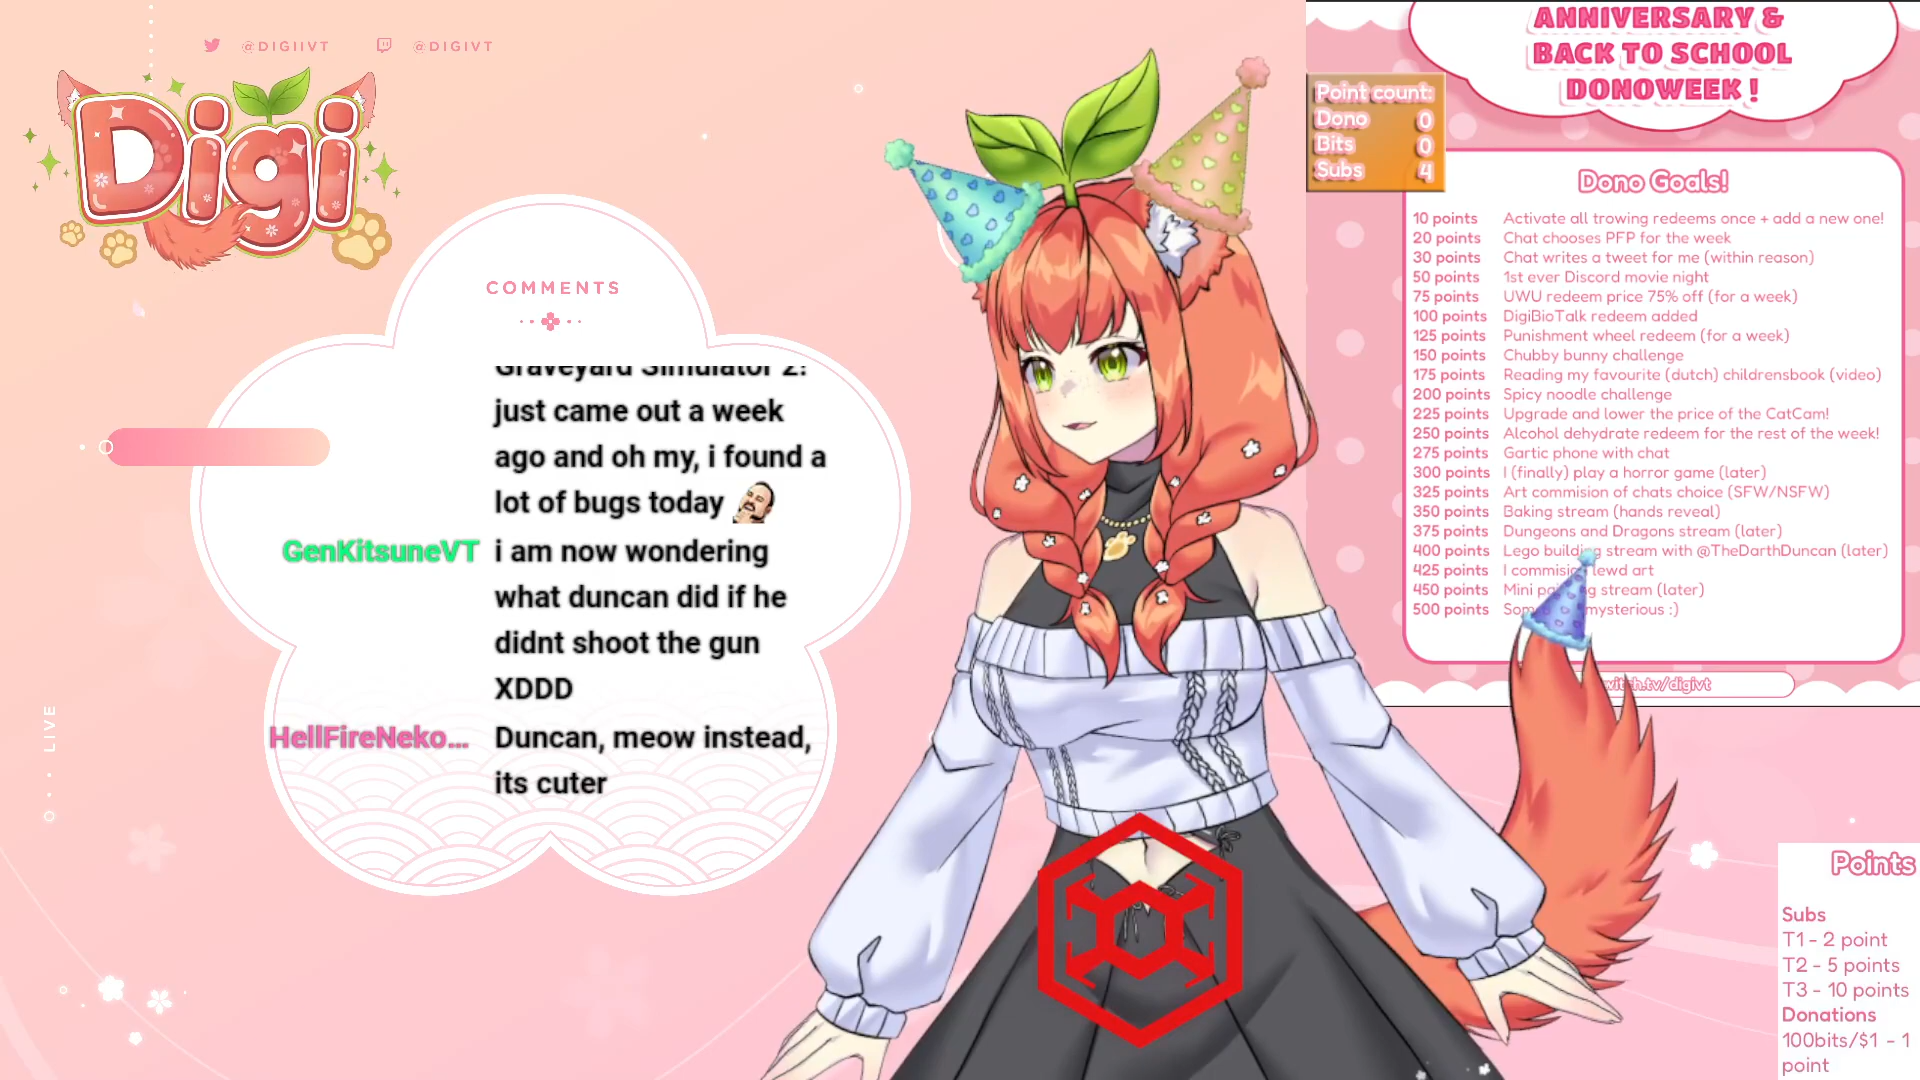 @DIGIIVT @DIGIVT
Digi
COMMENTS
Graveyard Simulator 2!
just came out a week
ago and oh my, i found a
lot of bugs today
GenKitsuneVT i am now wondering
what duncan did if he
didnt shoot the gun
XDDD
HellFireNeko... Duncan, meow instead,
its cuter
LIVE
ANNIVERSARY &
BACK TO SCHOOL
DONOWEEK !
Point count:
Dono 0
Bits 0
Subs 4
Dono Goals!
10 points Activate all trowing redeems once + add a new one!
20 points Chat chooses PFP for the week
30 points Chat writes a tweet for me (within reason)
50 points 1st ever Discord movie night
75 points UWU redeem price 75% off (for a week)
100 points DigiBioTalk redeem added
125 points Punishment wheel redeem (for a week)
150 points Chubby bunny challenge
175 points Reading my favourite (dutch) childrensbook (video)
200 points Spicy noodle challenge
225 points Upgrade and lower the price of the CatCam!
250 points Alcohol dehydrate redeem for the rest of the week!
275 points Gartic phone with chat
300 points I (finally) play a horror game (later)
325 points Art commision of chats choice (SFW/NSFW)
350 points Baking stream (hands reveal)
375 points Dungeons and Dragons stream (later)
400 points Lego building stream with @TheDarthDuncan (later)
425 points I commision lewd art
450 points Mini stream (later)
500 points mysterious :)
witch.tv/digivt
Points
Subs
T1 - 2 point
T2 - 5 points
T3 - 10 points
Donations
100bits/$1 - 1
point